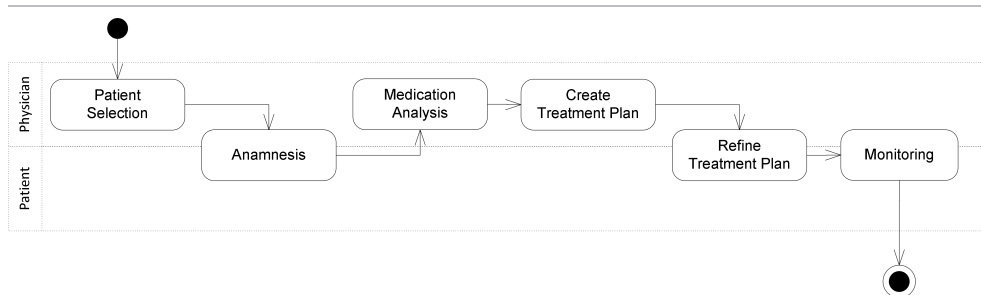 Physician
Patient
Selection
Anamnesis
Medication
Analysis
Create
Treatment Plan
Refine
Treatment Plan
Monitoring
Patient